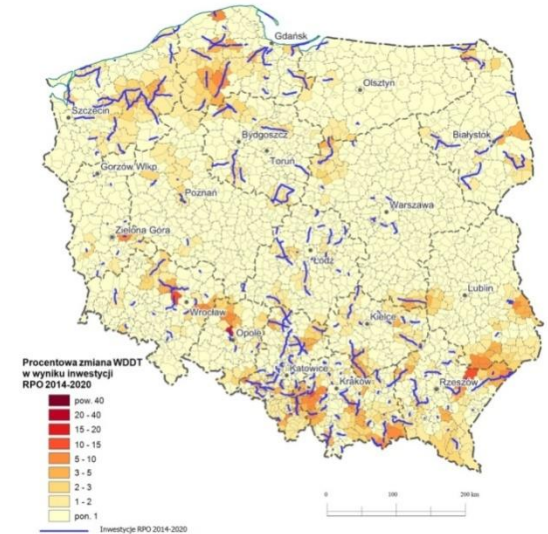 Gdańsk
Olsztyn
Szczecin
Białystok
Bydgoszcz
Toruń
Gorzów Wlkp.
Poznań
Warszawa
Zielona Góra
Łódź
Lublin
Wrocław
Kielce
Opole
Katowice
Kraków
Rzeszów
Procentowa zmiana WDDT
w wyniku inwestycji
RPO 2014-2020
pow. 40
20 - 40
15 - 20
10 - 15
5 - 10
3 - 5
2 - 3
1 - 2
pon. 1
Inwestycje RPO 2014-2020
0 100 200 km